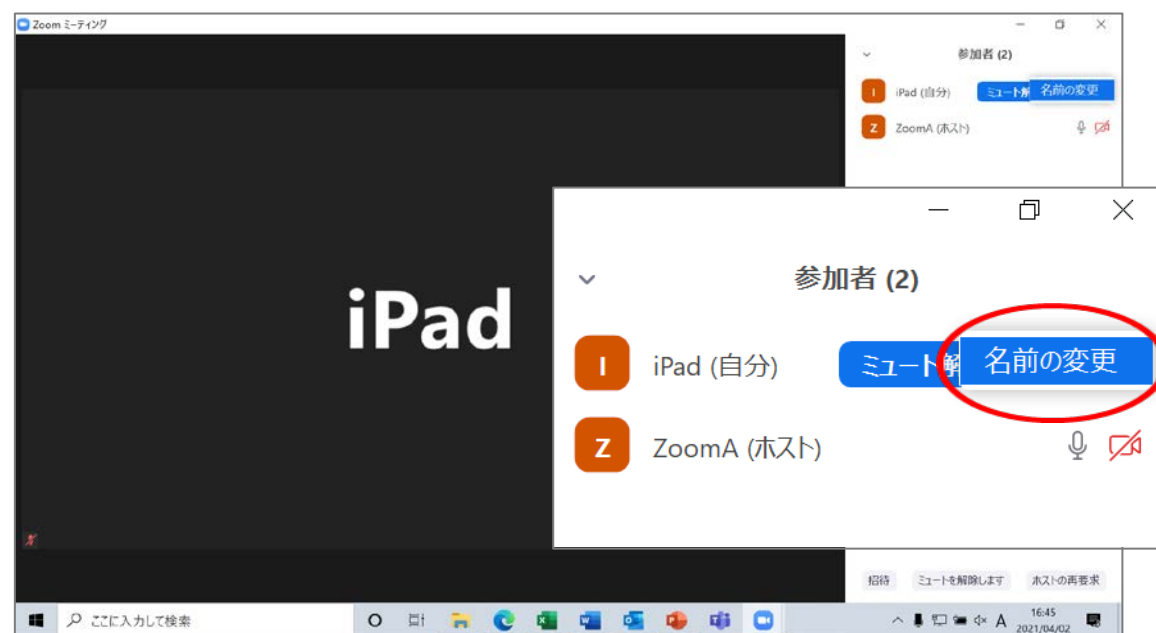 Zoom ミーティング
参加者 (2)
I iPad (自分) ミュート解 名前の変更
Z ZoomA (ホスト)
iPad
参加者 (2)
I iPad (自分) ミュート解 名前の変更
Z ZoomA (ホスト)
招待 ミュートを解除します ホストの再要求
ここに入力して検索
A 16:45
2021/04/02